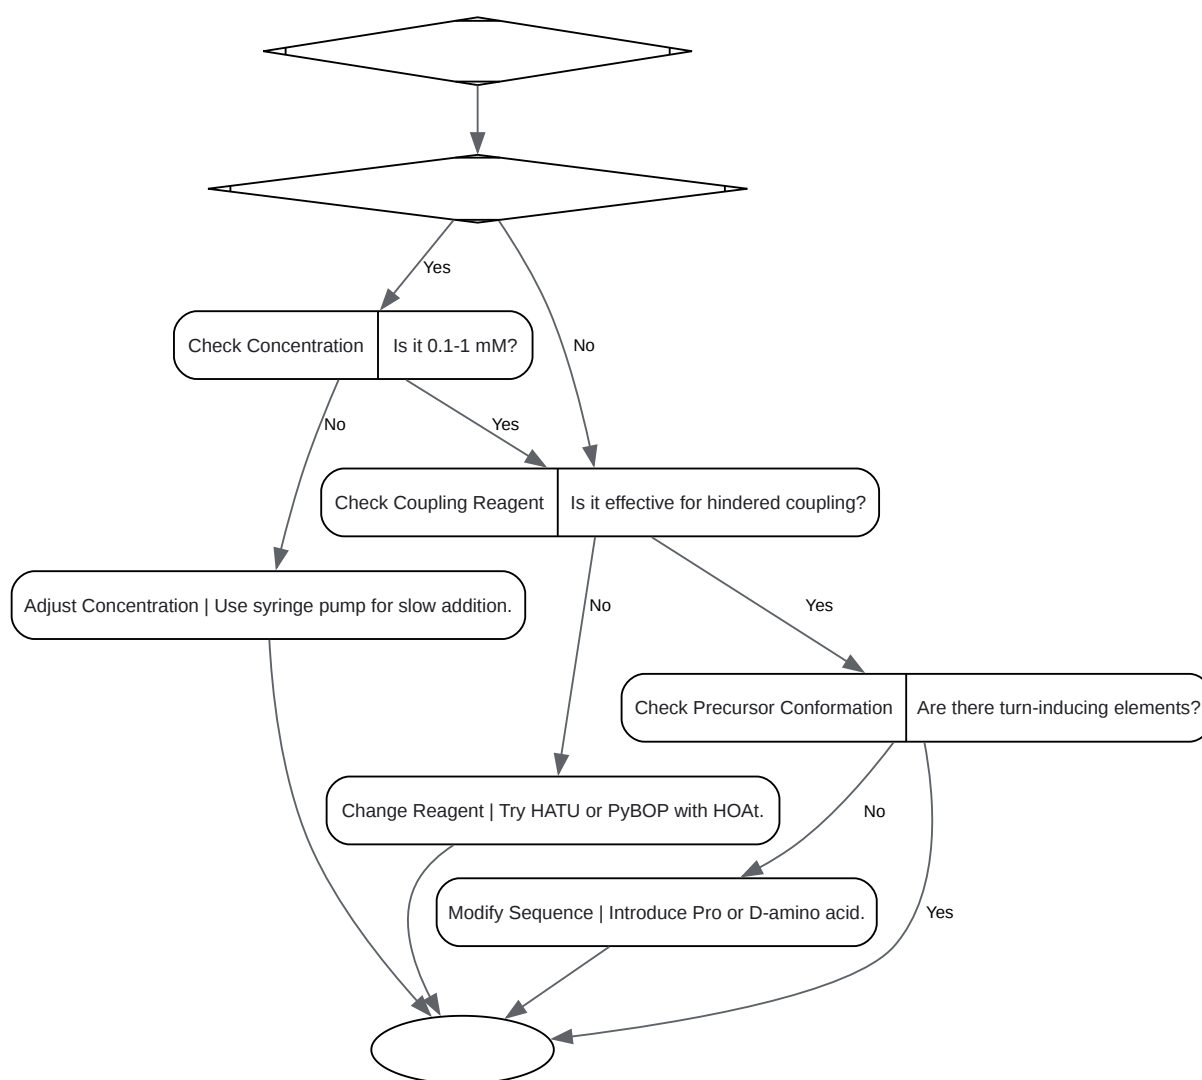 Yes
Check Concentration
Is it 0.1-1 mM?
No
No
Yes
Check Coupling Reagent
Is it effective for hindered coupling?
Adjust Concentration | Use syringe pump for slow addition.
No
Yes
Check Precursor Conformation
Are there turn-inducing elements?
Change Reagent | Try HATU or PyBOP with HOAt.
No
Modify Sequence | Introduce Pro or D-amino acid.
Yes